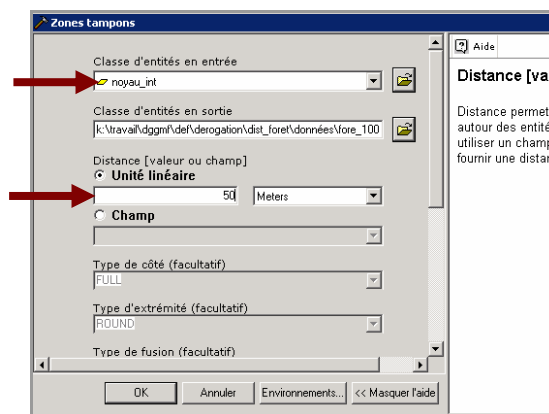 Zones tampons
Classe d'entités en entrée
noyau_int
Classe d'entités en sortie
k:\travail\dggmf\def\derogation\dist_foret\données\fore_100
Distance [valeur ou champ]
Unité linéaire
50 Meters
Champ
Type de côté (facultatif)
FULL
Type d'extrémité (facultatif)
ROUND
Type de fusion (facultatif)
OK Annuler Environnements... << Masquer l'aide
Aide
Distance [va
Distance permet
autour des entité
utiliser un champ
fournir une distan